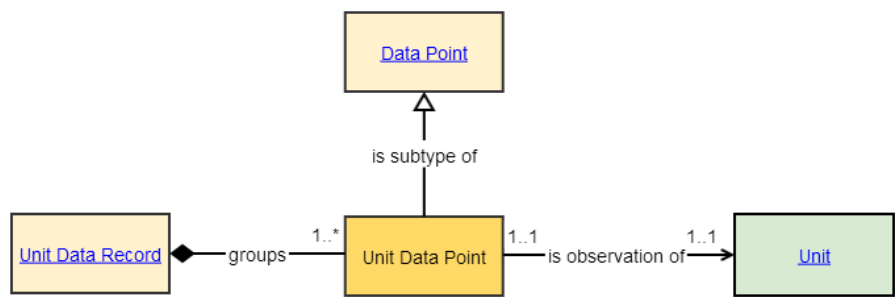 Data Point
is subtype of
Unit Data Record
groups
1..*
Unit Data Point
1..1
is observation of
1..1
Unit